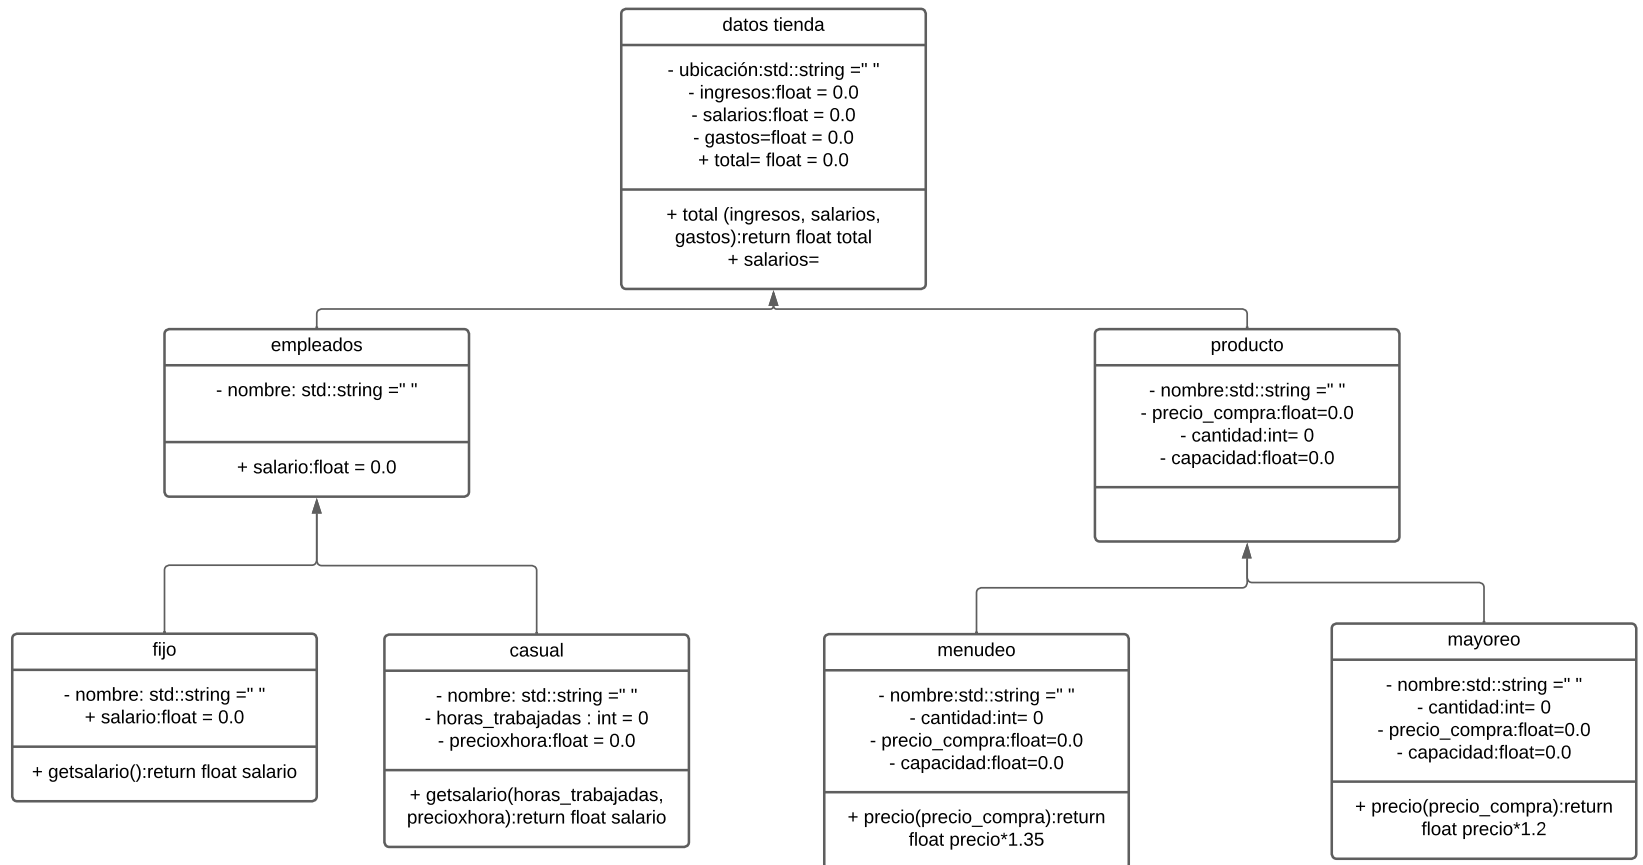 datos tienda
- ubicación:std::string =" "
- ingresos:float = 0.0
- salarios:float = 0.0
- gastos=float = 0.0
+ total= float = 0.0
+ total (ingresos, salarios,
gastos):return float total
+ salarios=
empleados
- nombre: std::string =" "
+ salario:float = 0.0
producto
- nombre:std::string =" "
- precio_compra:float=0.0
- cantidad:int= 0
- capacidad:float=0.0
fijo
- nombre: std::string =" "
+ salario:float = 0.0
+ getsalario():return float salario
casual
- nombre: std::string =" "
- horas_trabajadas : int = 0
- precioxhora:float = 0.0
+ getsalario(horas_trabajadas,
precioxhora):return float salario
menudeo
- nombre:std::string =" "
- cantidad:int= 0
- precio_compra:float=0.0
- capacidad:float=0.0
+ precio(precio_compra):return
float precio*1.35
mayoreo
- nombre:std::string =" "
- cantidad:int= 0
- precio_compra:float=0.0
- capacidad:float=0.0
+ precio(precio_compra):return
float precio*1.2